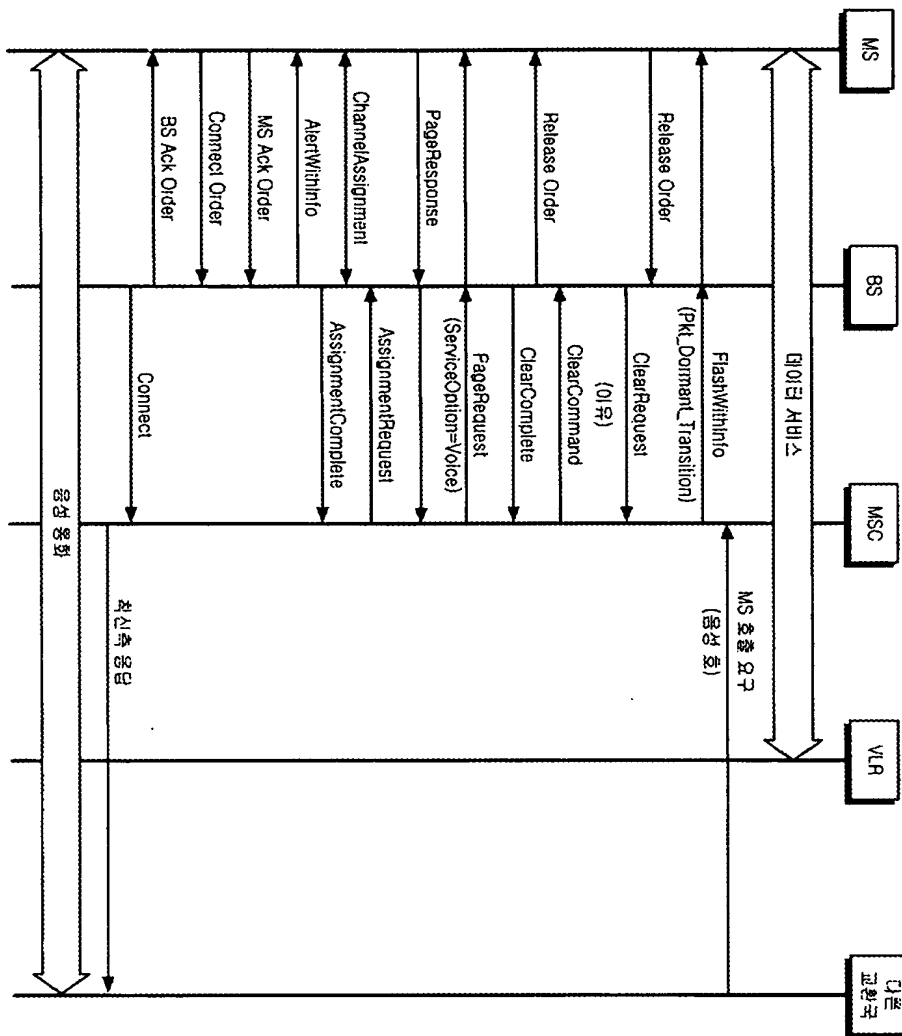 MS
BS
MSC
VLR
다른
교환국
데이터 서비스
MS 호출 요구
(음성 호)
FlashWithInfo
(Pkt_Dormant_Transition)
Release Order
ClearRequest
(이유)
ClearCommand
Release Order
ClearComplete
PageRequest
(ServiceOption=Voice)
PageResponse
AssignmentRequest
ChannelAssignment
AssignmentComplete
AlertWithInfo
MS Ack Order
Connect Order
BS Ack Order
Connect
착신측 응답
음성 통화